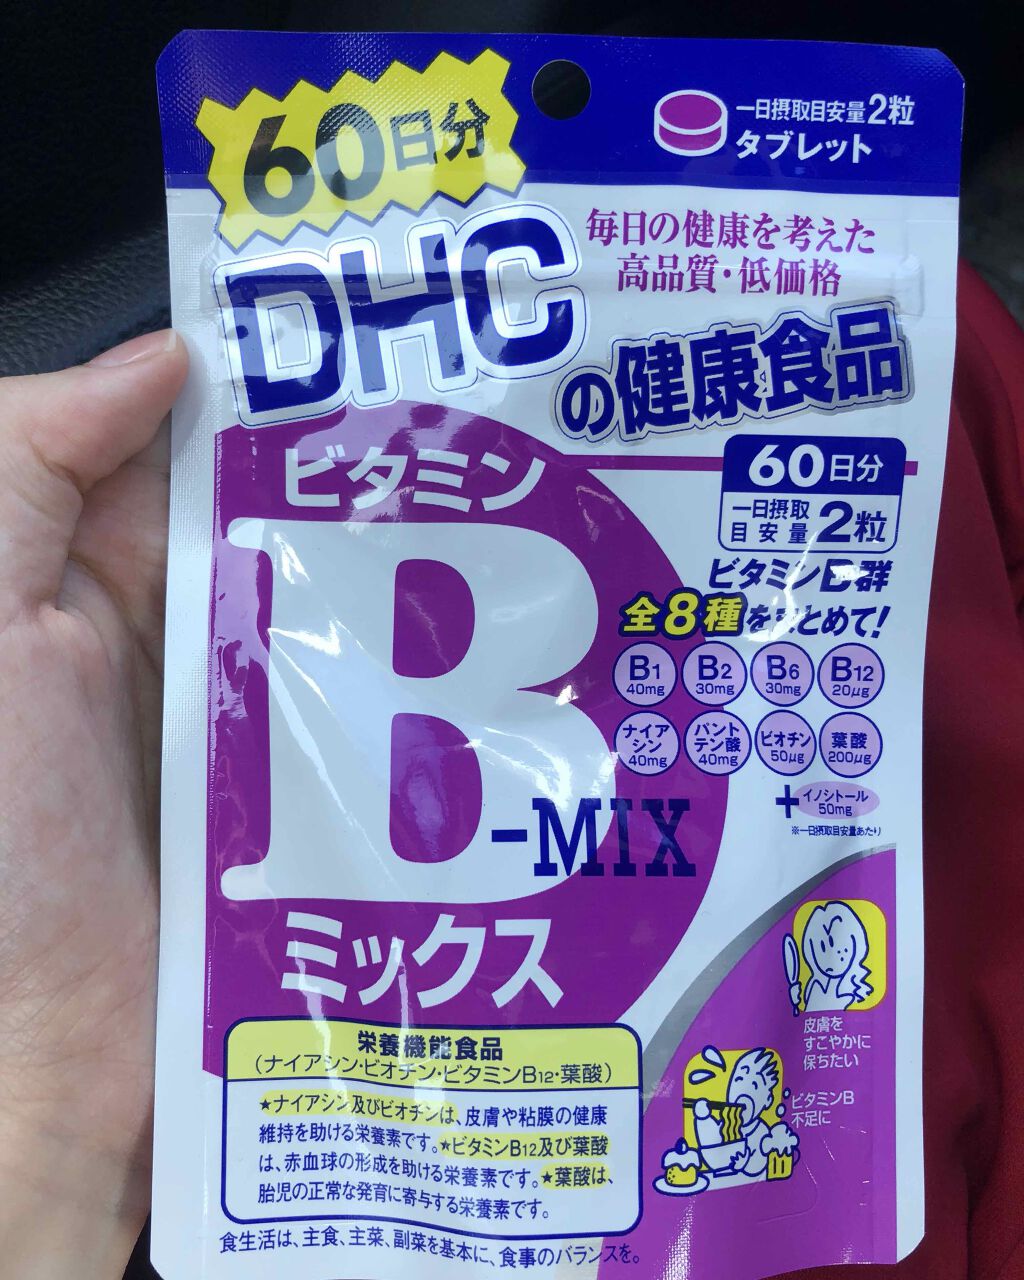 60日分
一日摂取目安量2粒
タブレット
毎日の健康を考えた
高品質・低価格
DHC
の健康食品
ビタミン
B
-MIX
ミックス
60日分
一日摂取
目安量 2粒
ビタミンB群
全8種をまとめて!
B1 40mg
B2 30mg
B6 30mg
B12 20μg
ナイアシン 40mg
パントテン酸 40mg
ビオチン 50μg
葉酸 200μg
+イノシトール 50mg
※一日摂取目安量あたり
皮膚を
すこやかに
保ちたい
ビタミンB
不足に
栄養機能食品
(ナイアシン・ビオチン・ビタミンB12・葉酸)
★ナイアシン及びビオチンは、皮膚や粘膜の健康
維持を助ける栄養素です。★ビタミンB12及び葉酸
は、赤血球の形成を助ける栄養素です。★葉酸は、
胎児の正常な発育に寄与する栄養素です。
食生活は、主食、主菜、副菜を基本に、食事のバランスを。